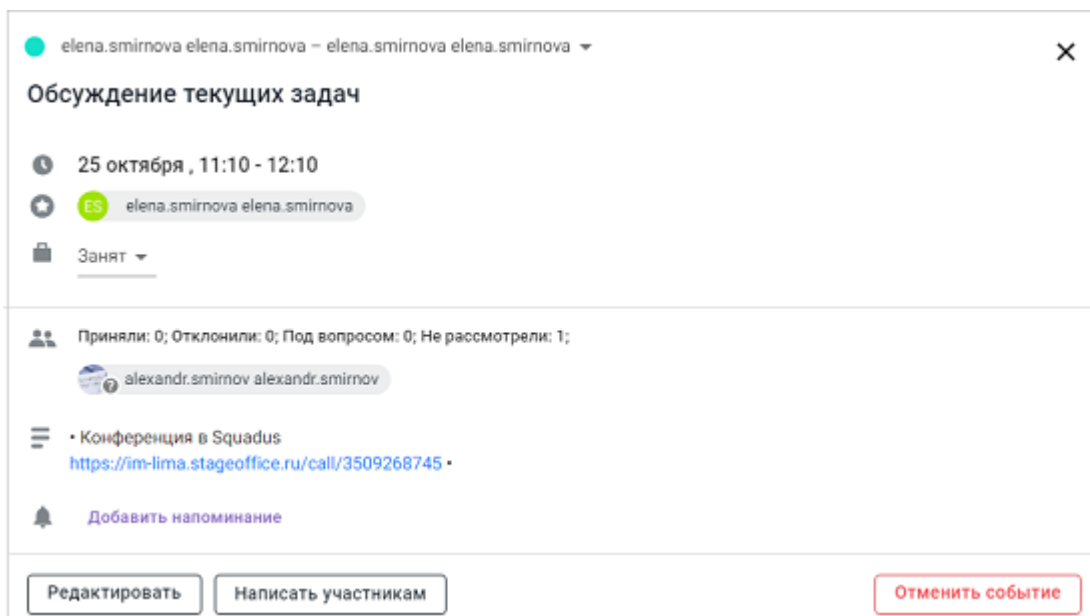 elena.smirnova elena.smirnova – elena.smirnova elena.smirnova
Обсуждение текущих задач
25 октября , 11:10 - 12:10
ES elena.smirnova elena.smirnova
Занят
Приняли: 0; Отклонили: 0; Под вопросом: 0; Не рассмотрели: 1;
alexandr.smirnov alexandr.smirnov
• Конференция в Squadus
https://im-lima.stageoffice.ru/call/3509268745 •
Добавить напоминание
Редактировать Написать участникам Отменить событие